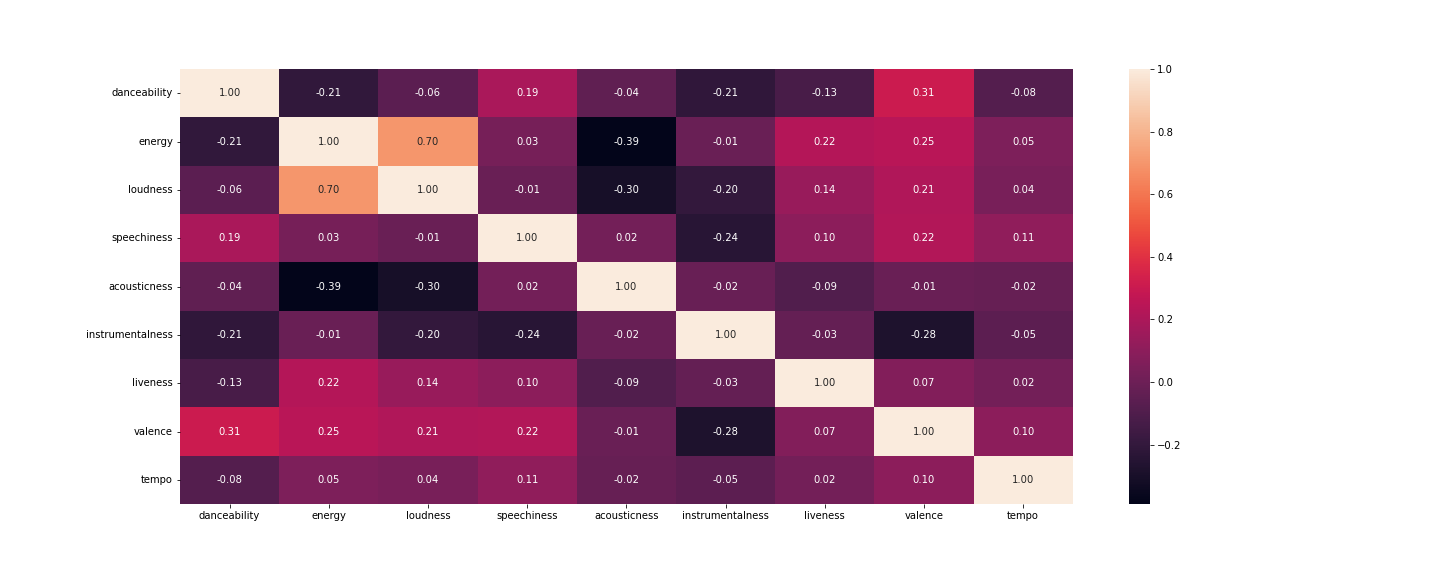 danceability 1.00 -0.21 -0.06 0.19 -0.04 -0.21 -0.13 0.31 -0.08
energy -0.21 1.00 0.70 0.03 -0.39 -0.01 0.22 0.25 0.05
loudness -0.06 0.70 1.00 -0.01 -0.30 -0.20 0.14 0.21 0.04
speechiness 0.19 0.03 -0.01 1.00 0.02 -0.24 0.10 0.22 0.11
acousticness -0.04 -0.39 -0.30 0.02 1.00 -0.02 -0.09 -0.01 -0.02
instrumentalness -0.21 -0.01 -0.20 -0.24 -0.02 1.00 -0.03 -0.28 -0.05
liveness -0.13 0.22 0.14 0.10 -0.09 -0.03 1.00 0.07 0.02
valence 0.31 0.25 0.21 0.22 -0.01 -0.28 0.07 1.00 0.10
tempo -0.08 0.05 0.04 0.11 -0.02 -0.05 0.02 0.10 1.00
danceability energy loudness speechiness acousticness instrumentalness liveness valence tempo
1.0
0.8
0.6
0.4
0.2
0.0
−0.2